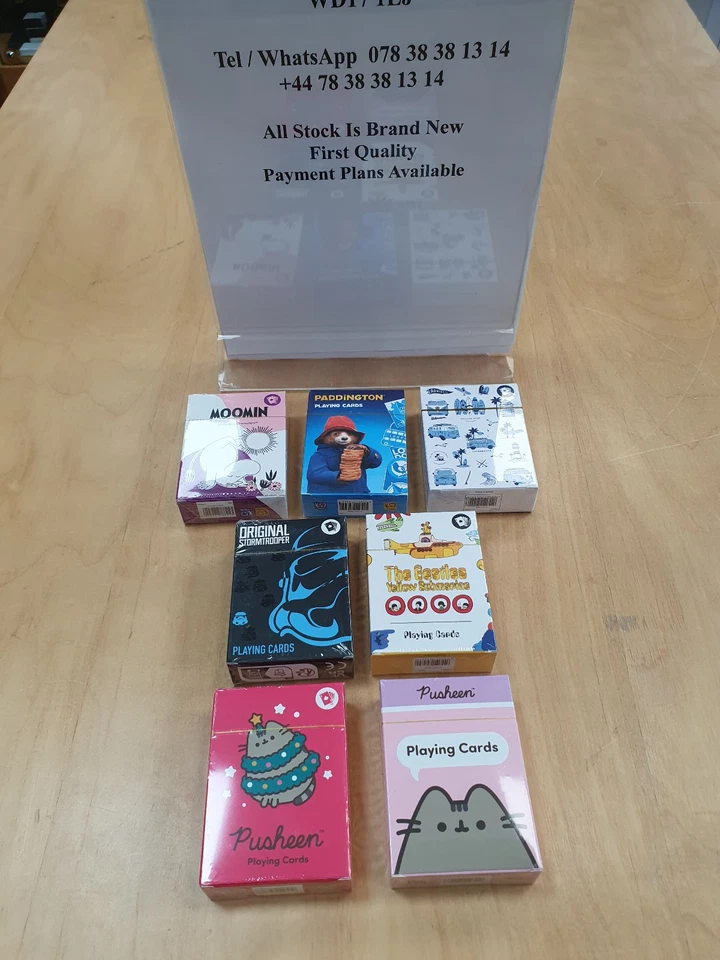 Tel / WhatsApp 078 38 38 13 14
+44 78 38 38 13 14
All Stock Is Brand New
First Quality
Payment Plans Available
MOOMIN
PADDINGTON™
PLAYING CARDS
ORIGINAL
STORMTROOPER
PLAYING CARDS
The Beatles
Yellow Submarine
Playing Cards
Pusheen™
Playing Cards
Pusheen
Playing Cards